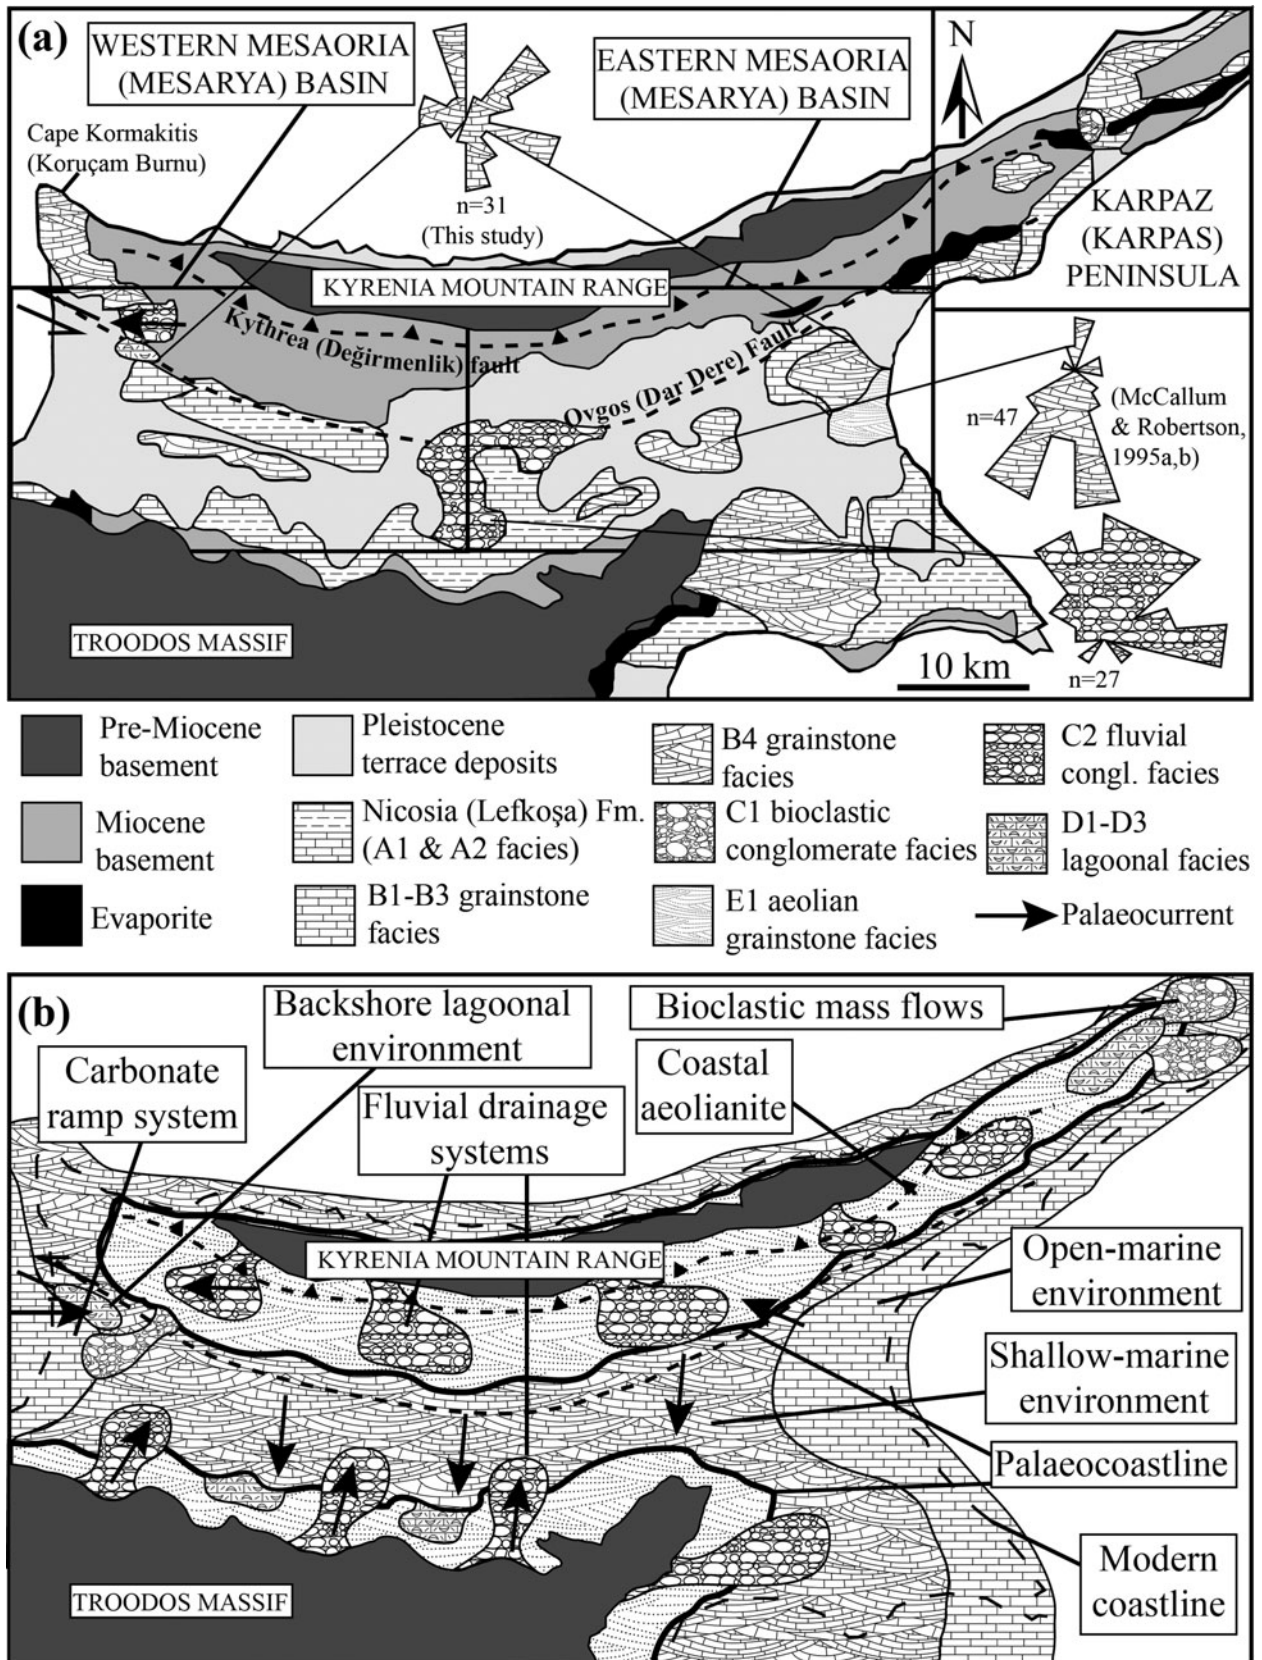 (a)
WESTERN MESAORIA
(MESARYA) BASIN
EASTERN MESAORIA
(MESARYA) BASIN
N
Cape Kormakitis
(Koruçam Burnu)
n=31
(This study)
KARPAZ
(KARPAS)
PENINSULA
KYRENIA MOUNTAIN RANGE
Kythrea (Değirmenlik) fault
Ovgos (Dar Dere) Fault
n=47
(McCallum
& Robertson,
1995a,b)
TROODOS MASSIF
10 km
n=27
Pre-Miocene
basement
Pleistocene
terrace deposits
B4 grainstone
facies
C2 fluvial
congl. facies
Miocene
basement
Nicosia (Lefkoşa) Fm.
(A1 & A2 facies)
C1 bioclastic
conglomerate facies
D1-D3
lagoonal facies
Evaporite
B1-B3 grainstone
facies
E1 aeolian
grainstone facies
Palaeocurrent
(b)
Backshore lagoonal
environment
Bioclastic mass flows
Carbonate
ramp system
Fluvial drainage
systems
Coastal
aeolianite
KYRENIA MOUNTAIN RANGE
Open-marine
environment
Shallow-marine
environment
Palaeocoastline
Modern
coastline
TROODOS MASSIF